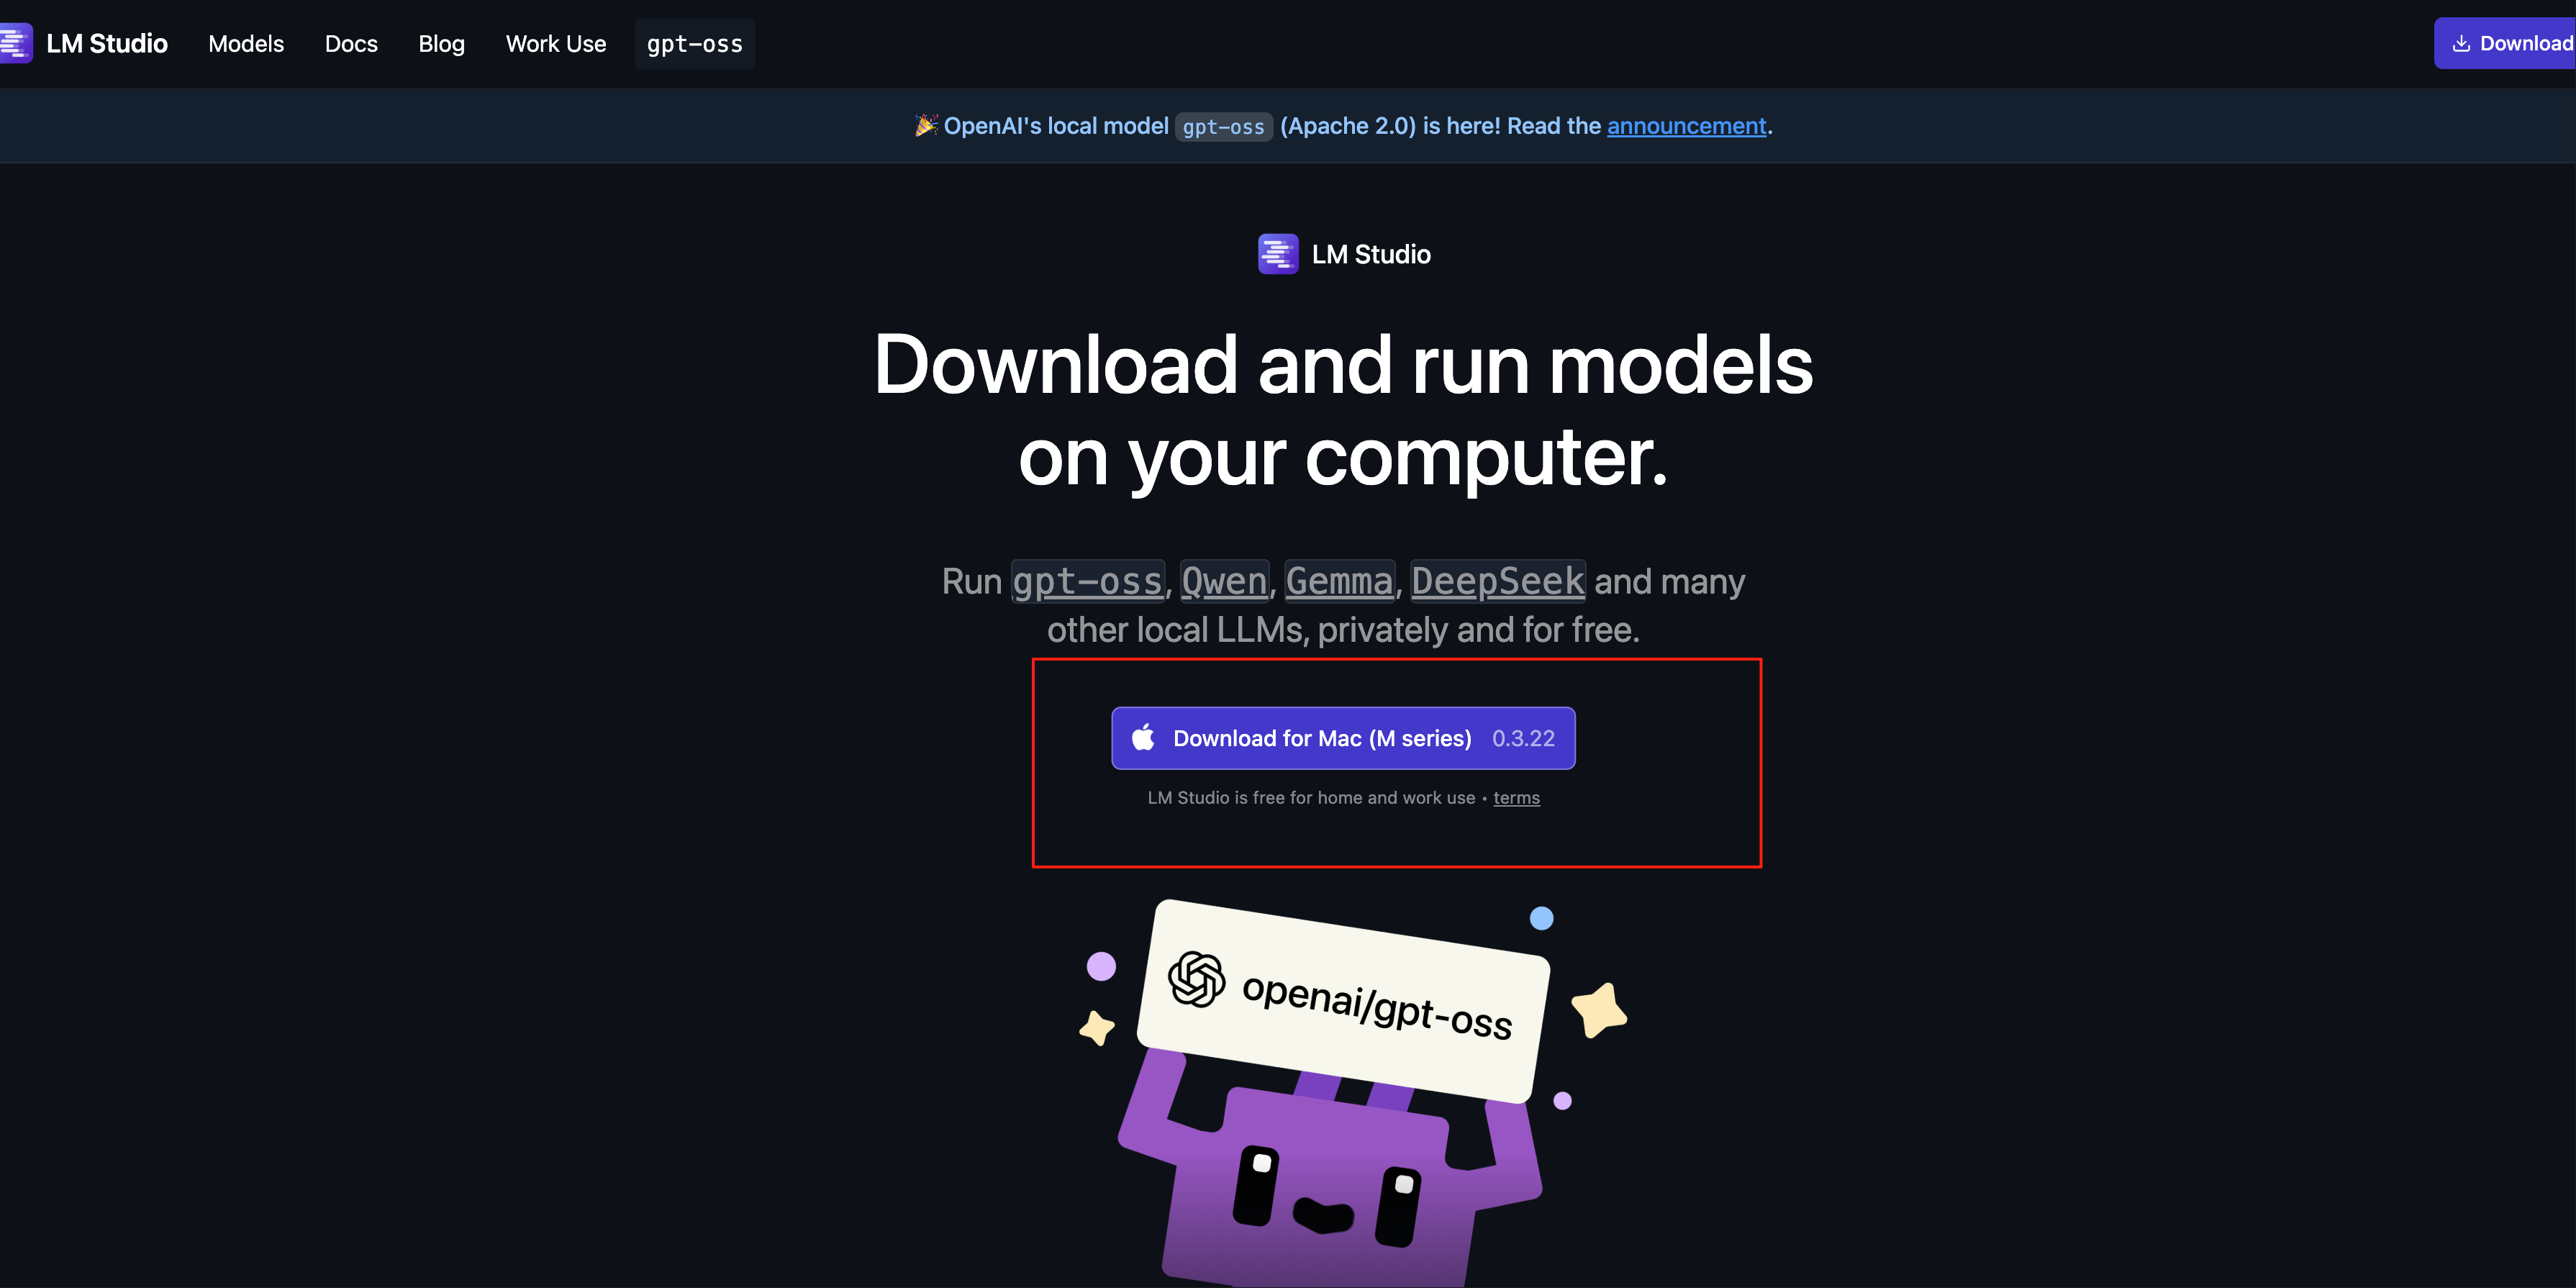 LM Studio Models Docs Blog Work Use gpt-oss Download
🎉 OpenAI's local model gpt-oss (Apache 2.0) is here! Read the announcement.
LM Studio
Download and run models
on your computer.
Run gpt-oss, Qwen, Gemma, DeepSeek and many
other local LLMs, privately and for free.
Download for Mac (M series) 0.3.22
LM Studio is free for home and work use • terms
openai/gpt-oss